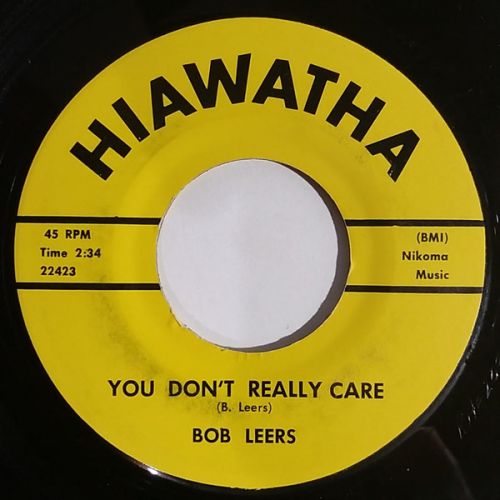 HIAWATHA
45 RPM
Time 2:34
22423
(BMI)
Nikoma
Music
YOU DON'T REALLY CARE
(B. Leers)
BOB LEERS